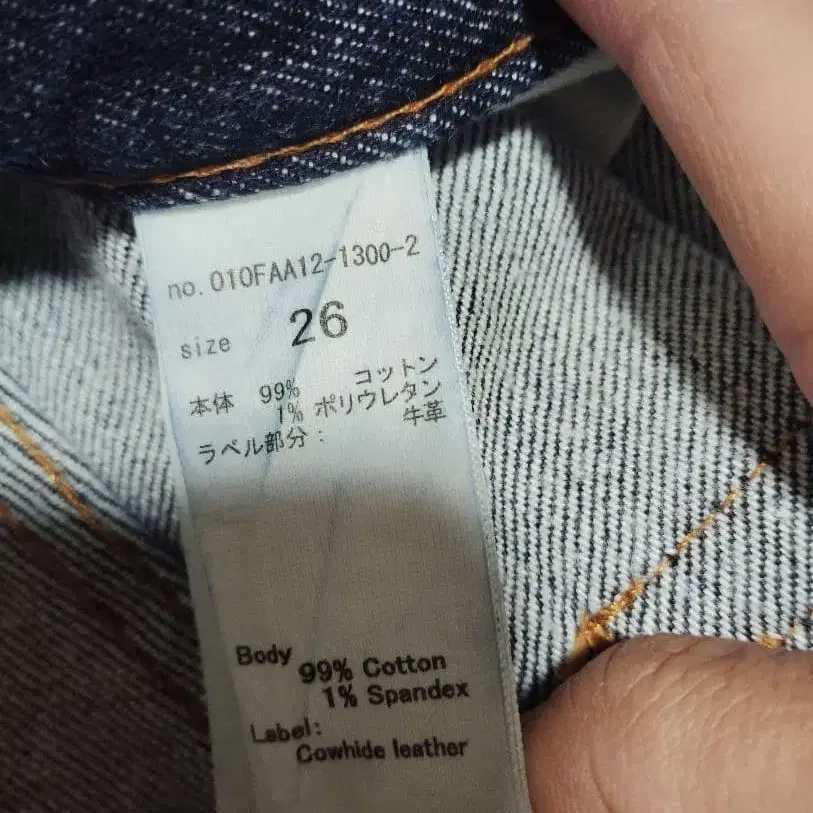 no.010FAA12-1300-2
size 26
本体 99% コットン
1% ポリウレタン
ラベル部分： 牛革
Body 99% Cotton
1% Spandex
Label:
Cowhide leather